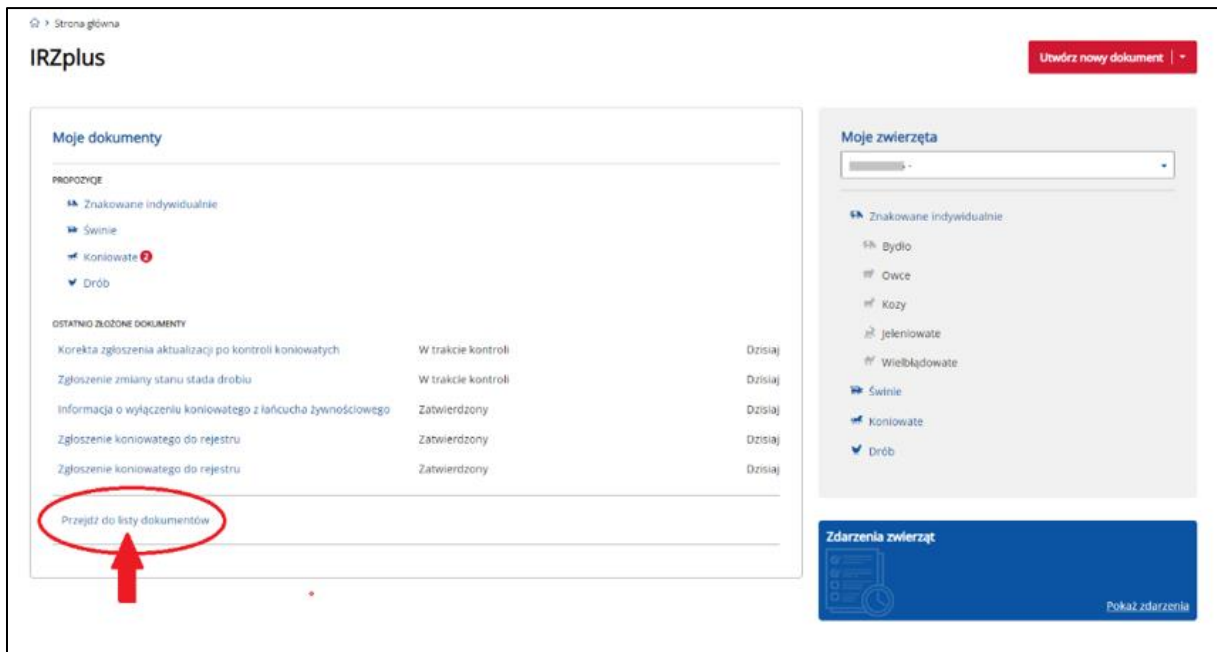 Strona główna
IRZplus
Utwórz nowy dokument
Moje dokumenty
PROPOZYCJE
Znakowane indywidualnie
Świnie
Koniowate 2
Drób
OSTATNIO ZŁOŻONE DOKUMENTY
Korekta zgłoszenia aktualizacji po kontroli koniowatych W trakcie kontroli Dzisiaj
Zgłoszenie zmiany stanu stada drobiu W trakcie kontroli Dzisiaj
Informacja o wyłączeniu koniowatego z łańcucha żywnościowego Zatwierdzony Dzisiaj
Zgłoszenie koniowatego do rejestru Zatwierdzony Dzisiaj
Zgłoszenie koniowatego do rejestru Zatwierdzony Dzisiaj
Przejdź do listy dokumentów
Moje zwierzęta
Znakowane indywidualnie
Bydło
Owce
Kozy
Jeleniowate
Wielbłądowate
Świnie
Koniowate
Drób
Zdarzenia zwierząt
Pokaż zdarzenia